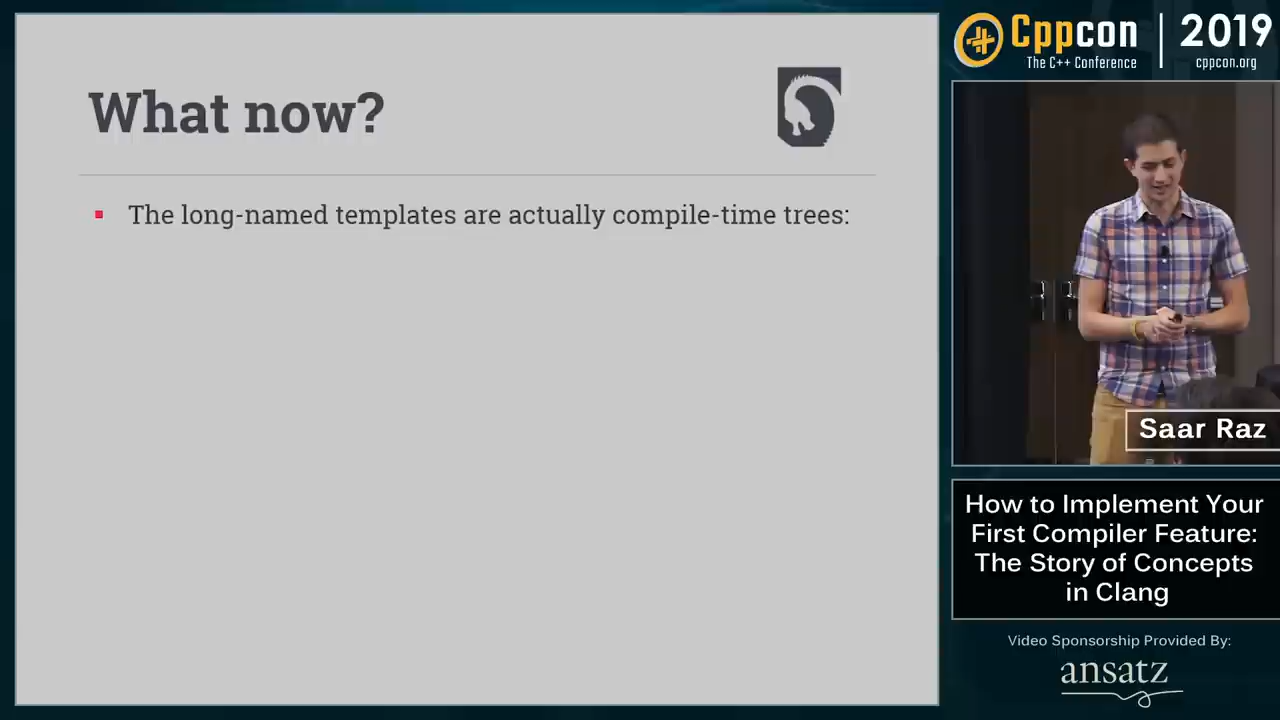 What now?
The long-named templates are actually compile-time trees:
Cppcon
The C++ Conference
2019
cppcon.org
Saar Raz
How to Implement Your
First Compiler Feature:
The Story of Concepts
in Clang
Video Sponsorship Provided By:
ansatz